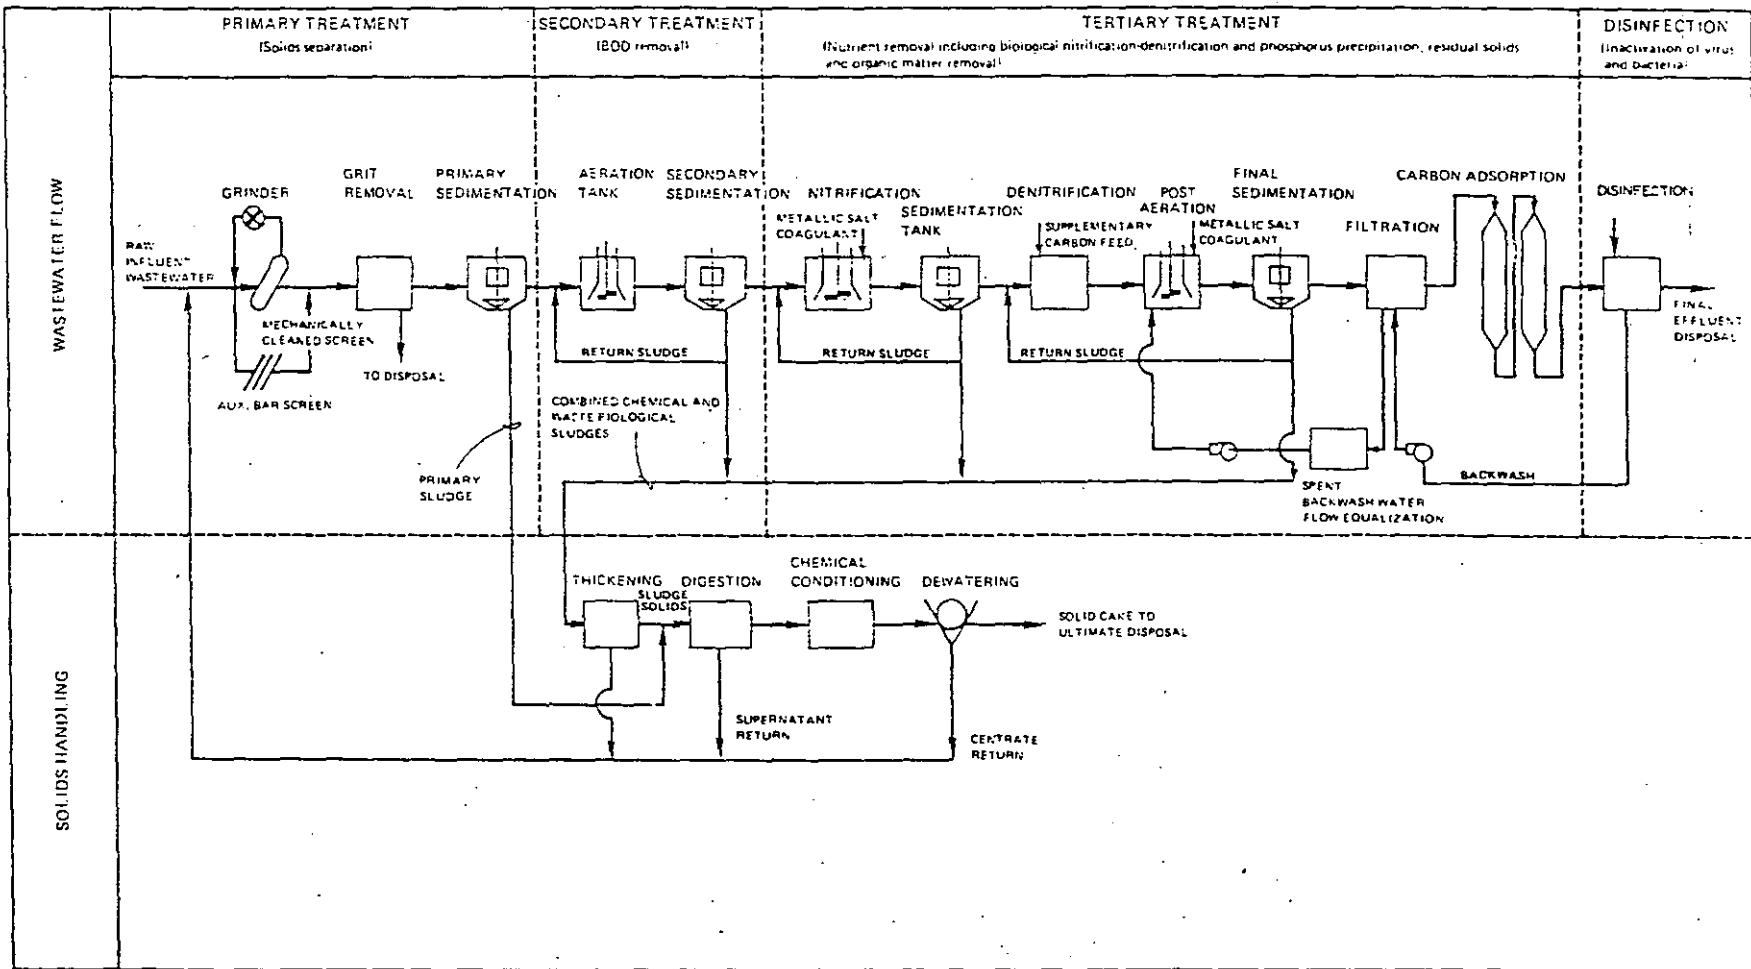 PRIMARY TREATMENT
(Solids separation)
SECONDARY TREATMENT
(BOD removal)
TERTIARY TREATMENT
(Nutrient removal including biological nitrification-denitrification and phosphorus precipitation, residual solids
and organic matter removal)
DISINFECTION
(Inactivation of virus
and bacteria)
WASTEWATER FLOW
RAW
INFLUENT
WASTEWATER
GRINDER
MECHANICALLY
CLEANED SCREEN
AUX. BAR SCREEN
GRIT
REMOVAL
TO DISPOSAL
PRIMARY
SEDIMENTATION
PRIMARY
SLUDGE
AERATION
TANK
SECONDARY
SEDIMENTATION
RETURN SLUDGE
COMBINED CHEMICAL AND
WASTE BIOLOGICAL
SLUDGES
NITRIFICATION
METALLIC SALT
COAGULANT
SEDIMENTATION
TANK
RETURN SLUDGE
DENITRIFICATION
SUPPLEMENTARY
CARBON FEED
POST
AERATION
METALLIC SALT
COAGULANT
FINAL
SEDIMENTATION
RETURN SLUDGE
FILTRATION
SPENT
BACKWASH WATER
FLOW EQUALIZATION
BACKWASH
CARBON ADSORPTION
DISINFECTION
FINAL
EFFLUENT
DISPOSAL
SOLIDS HANDLING
THICKENING
SLUDGE
SOLIDS
DIGESTION
CHEMICAL
CONDITIONING
DEWATERING
SOLID CAKE TO
ULTIMATE DISPOSAL
SUPERNATANT
RETURN
CENTRATE
RETURN